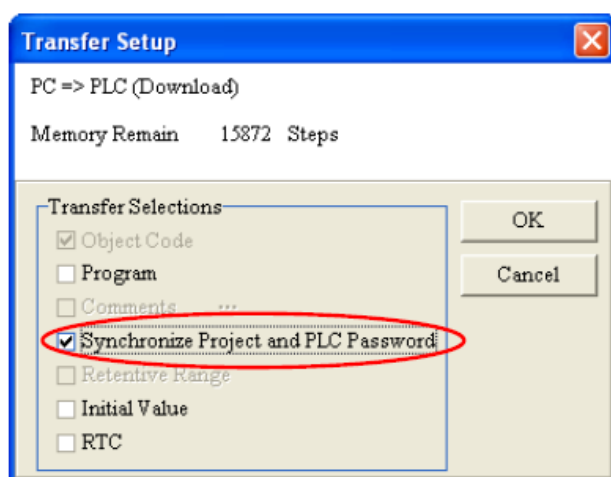 Transfer Setup
PC => PLC (Download)
Memory Remain 15872 Steps
Transfer Selections
Object Code
OK
Program
Cancel
Comments ...
Synchronize Project and PLC Password
Retentive Range
Initial Value
RTC